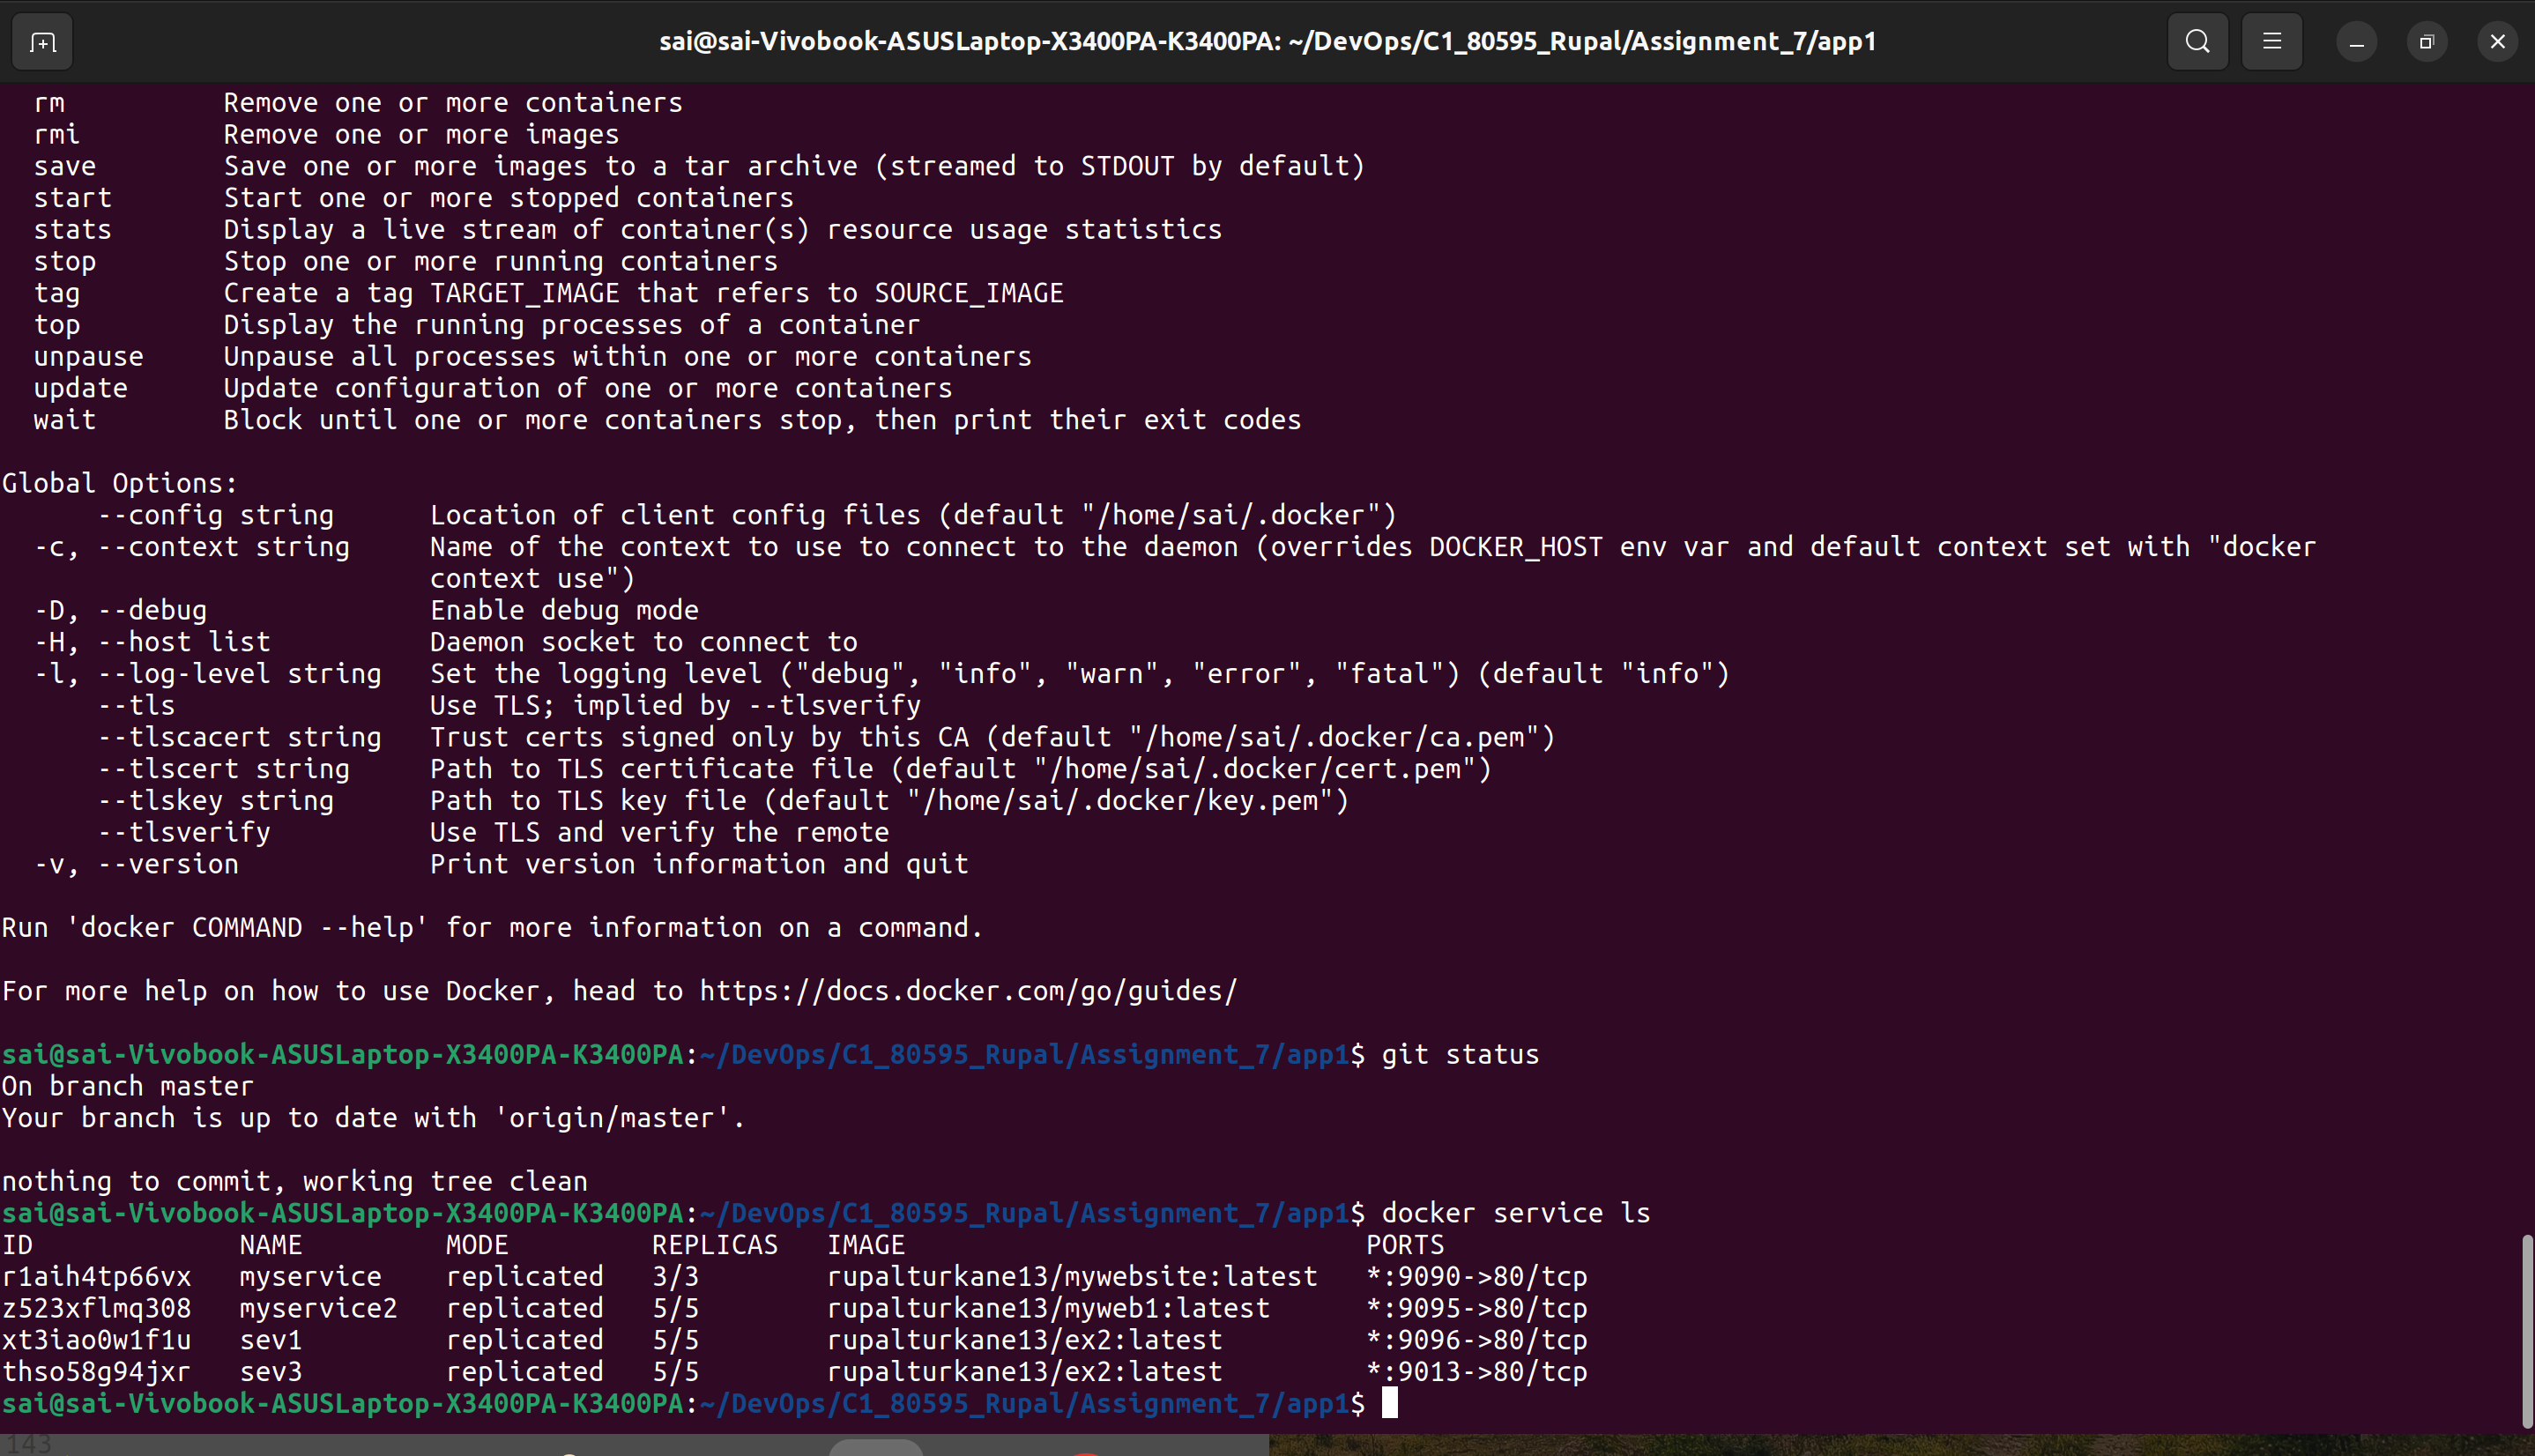 sai@sai-Vivobook-ASUSLaptop-X3400PA-K3400PA: ~/DevOps/C1_80595_Rupal/Assignment_7/app1
  rm          Remove one or more containers
  rmi         Remove one or more images
  save        Save one or more images to a tar archive (streamed to STDOUT by default)
  start       Start one or more stopped containers
  stats       Display a live stream of container(s) resource usage statistics
  stop        Stop one or more running containers
  tag         Create a tag TARGET_IMAGE that refers to SOURCE_IMAGE
  top         Display the running processes of a container
  unpause     Unpause all processes within one or more containers
  update      Update configuration of one or more containers
  wait        Block until one or more containers stop, then print their exit codes

Global Options:
      --config string      Location of client config files (default "/home/sai/.docker")
  -c, --context string     Name of the context to use to connect to the daemon (overrides DOCKER_HOST env var and default context set with "docker
                           context use")
  -D, --debug              Enable debug mode
  -H, --host list          Daemon socket to connect to
  -l, --log-level string   Set the logging level ("debug", "info", "warn", "error", "fatal") (default "info")
      --tls                Use TLS; implied by --tlsverify
      --tlscacert string   Trust certs signed only by this CA (default "/home/sai/.docker/ca.pem")
      --tlscert string     Path to TLS certificate file (default "/home/sai/.docker/cert.pem")
      --tlskey string      Path to TLS key file (default "/home/sai/.docker/key.pem")
      --tlsverify          Use TLS and verify the remote
  -v, --version            Print version information and quit

Run 'docker COMMAND --help' for more information on a command.

For more help on how to use Docker, head to https://docs.docker.com/go/guides/

sai@sai-Vivobook-ASUSLaptop-X3400PA-K3400PA:~/DevOps/C1_80595_Rupal/Assignment_7/app1$ git status
On branch master
Your branch is up to date with 'origin/master'.

nothing to commit, working tree clean
sai@sai-Vivobook-ASUSLaptop-X3400PA-K3400PA:~/DevOps/C1_80595_Rupal/Assignment_7/app1$ docker service ls
ID             NAME         MODE         REPLICAS   IMAGE                             PORTS
r1aih4tp66vx   myservice    replicated   3/3        rupalturkane13/mywebsite:latest   *:9090->80/tcp
z523xflmq308   myservice2   replicated   5/5        rupalturkane13/myweb1:latest      *:9095->80/tcp
xt3iao0w1f1u   sev1         replicated   5/5        rupalturkane13/ex2:latest         *:9096->80/tcp
thso58g94jxr   sev3         replicated   5/5        rupalturkane13/ex2:latest         *:9013->80/tcp
sai@sai-Vivobook-ASUSLaptop-X3400PA-K3400PA:~/DevOps/C1_80595_Rupal/Assignment_7/app1$
143